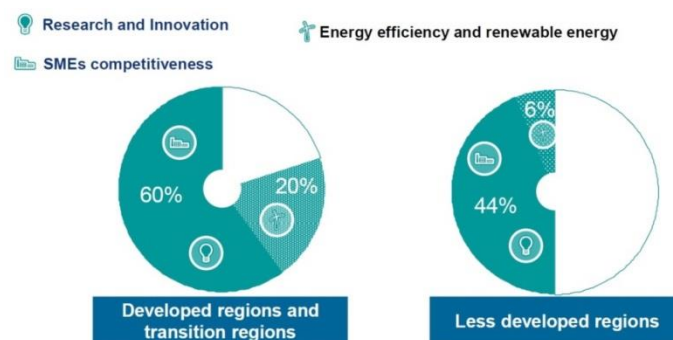 Research and Innovation
Energy efficiency and renewable energy
SMEs competitiveness
60%
20%
6%
44%
Developed regions and
transition regions
Less developed regions